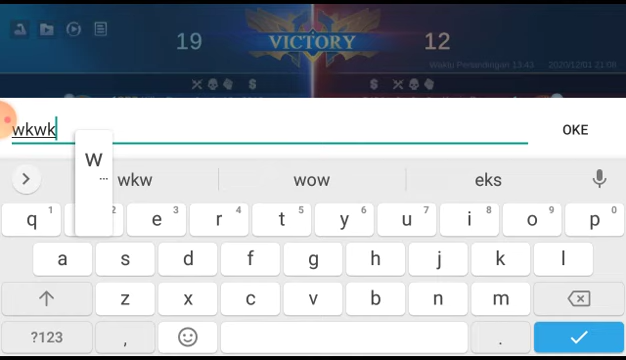 19 VICTORY 12
Waktu Pertandingan 13:43 2020/12/01 21:08
$ $
wkwk OKE
W
wkw wow eks
q 1 2 e 3 r 4 t 5 y 6 u 7 i 8 o 9 p 0
a s d f g h j k l
z x c v b n m
?123 , .